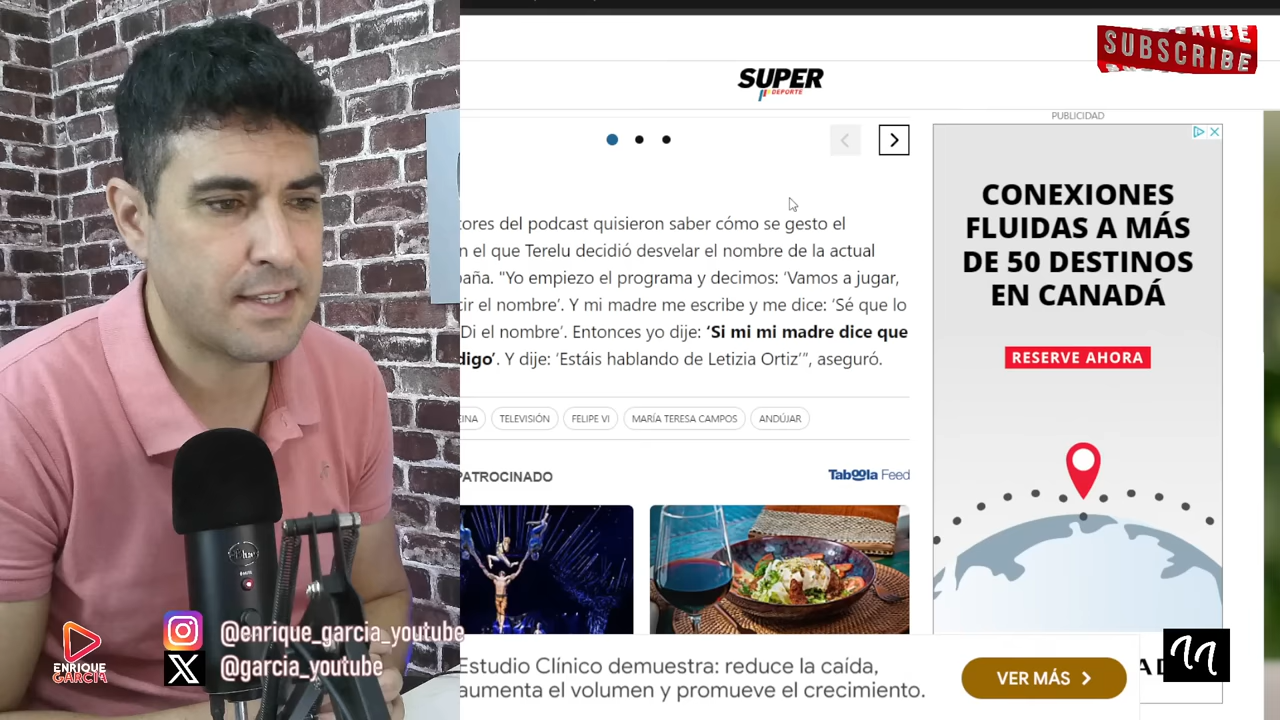 SUBSCRIBE
SUPER
DEPORTE
PUBLICIDAD
tores del podcast quisieron saber cómo se gesto el
n el que Terelu decidió desvelar el nombre de la actual
paña. "Yo empiezo el programa y decimos: ‘Vamos a jugar,
cir el nombre’. Y mi madre me escribe y me dice: ‘Sé que lo
Di el nombre’. Entonces yo dije: ‘Si mi mi madre dice que
digo’. Y dije: ‘Estáis hablando de Letizia Ortiz’”, aseguró.
INA
TELEVISIÓN
FELIPE VI
MARÍA TERESA CAMPOS
ANDÚJAR
PATROCINADO
Taboola Feed
CONEXIONES
FLUIDAS A MÁS
DE 50 DESTINOS
EN CANADÁ
RESERVE AHORA
Estudio Clínico demuestra: reduce la caída,
aumenta el volumen y promueve el crecimiento.
VER MÁS
AD
ENRIQUE
GARCIA
@enrique_garcia_youtube
@garcia_youtube